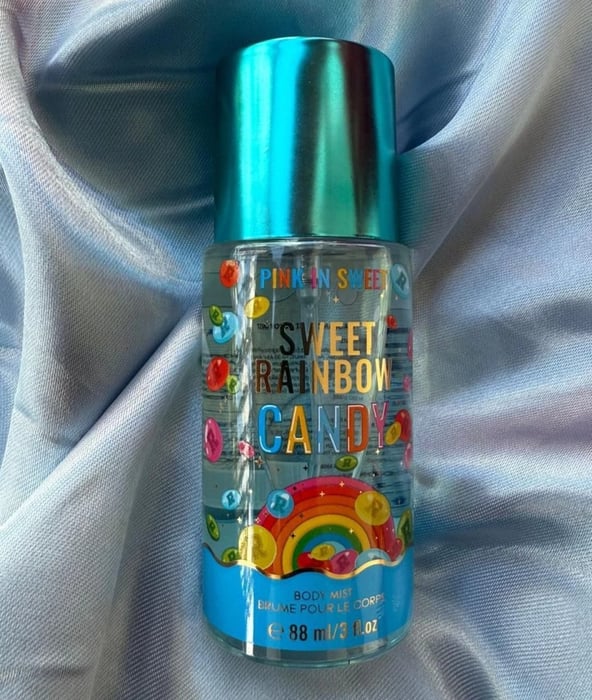 PINK IN SWEET
SWEET
RAINBOW
CANDY
BODY MIST
BRUME POUR LE CORPS
℮ 88 ml/3 fl.oz